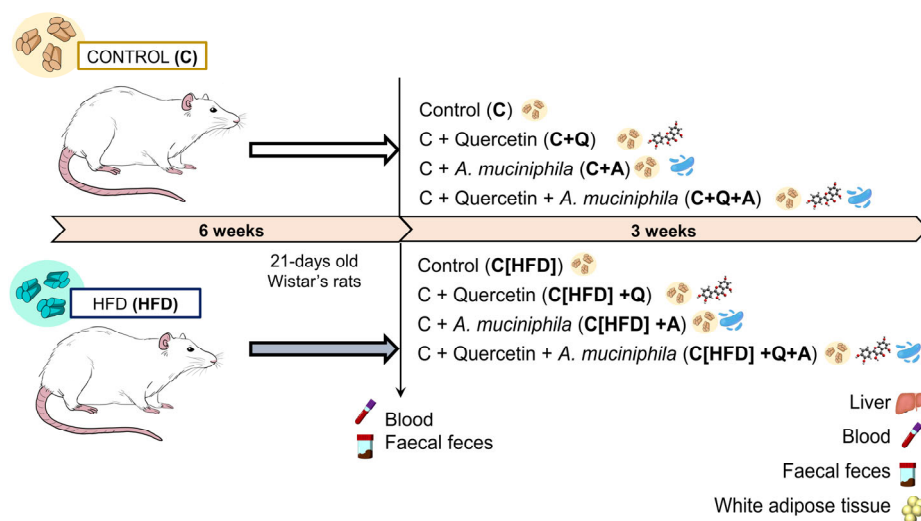 CONTROL (C)
Control (C)
C + Quercetin (C+Q)
C + A. muciniphila (C+A)
C + Quercetin + A. muciniphila (C+Q+A)
6 weeks
3 weeks
21-days old
Wistar's rats
HFD (HFD)
Control (C[HFD])
C + Quercetin (C[HFD] +Q)
C + A. muciniphila (C[HFD] +A)
C + Quercetin + A. muciniphila (C[HFD] +Q+A)
Blood
Faecal feces
Liver
Blood
Faecal feces
White adipose tissue